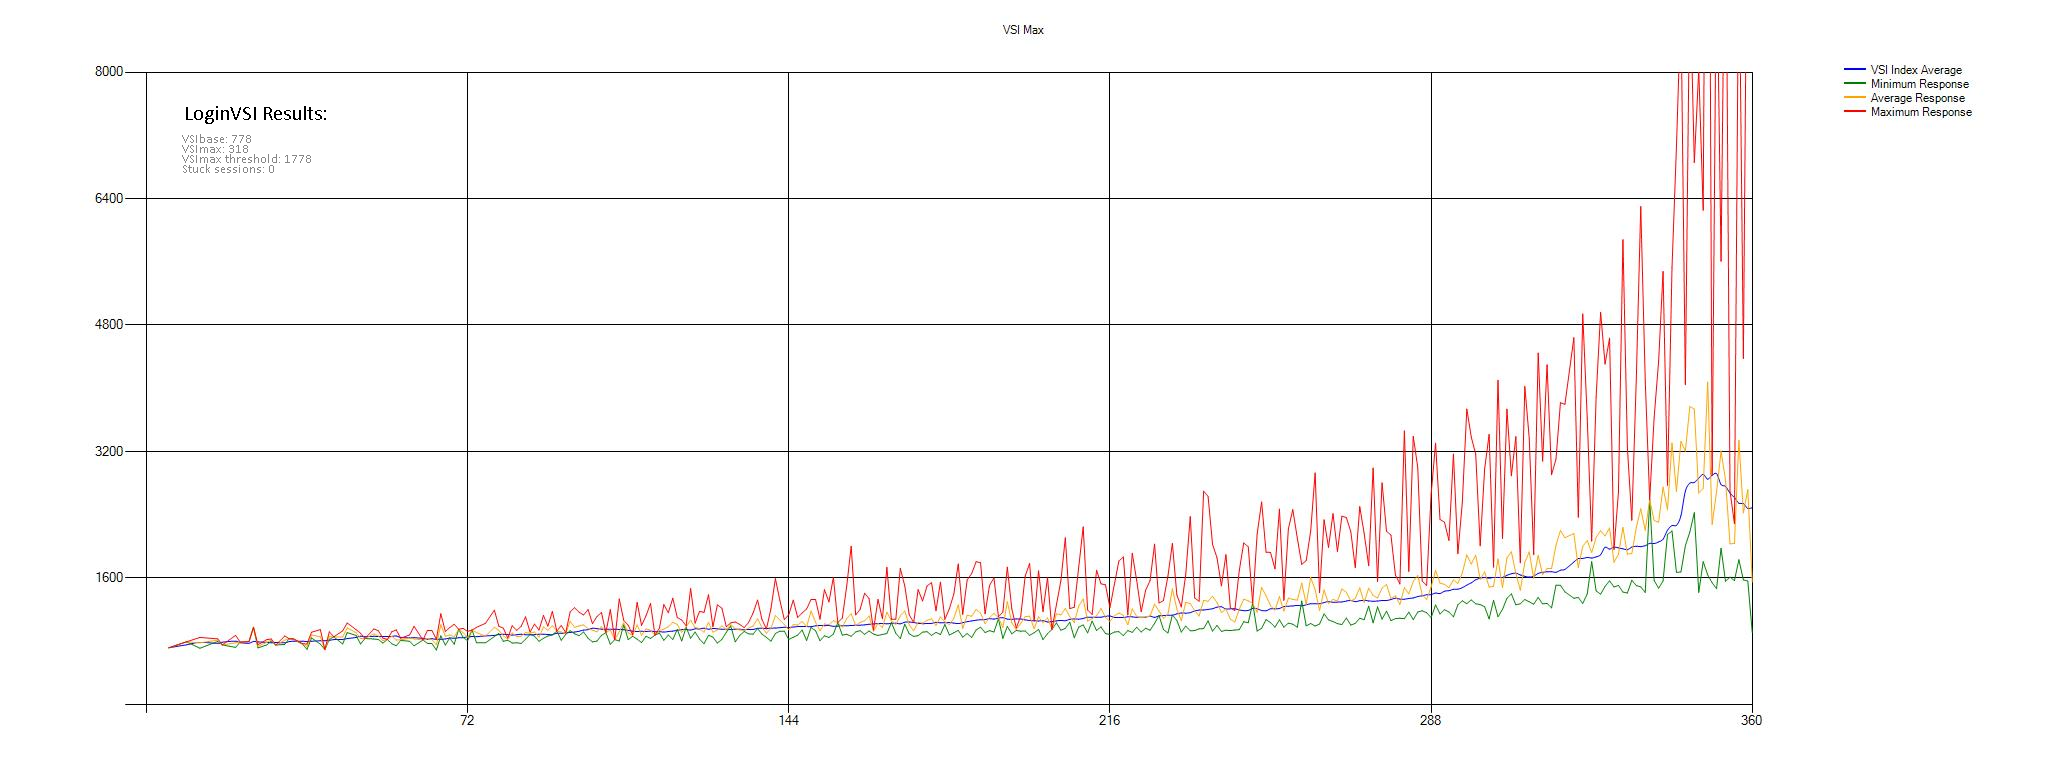 VSI Max
8000
6400
4800
3200
1600
LoginVSI Results:
VSIbase: 778
VSImax: 318
VSImax threshold: 1778
Stuck sessions: 0
VSI Index Average
Minimum Response
Average Response
Maximum Response
72 144 216 288 360